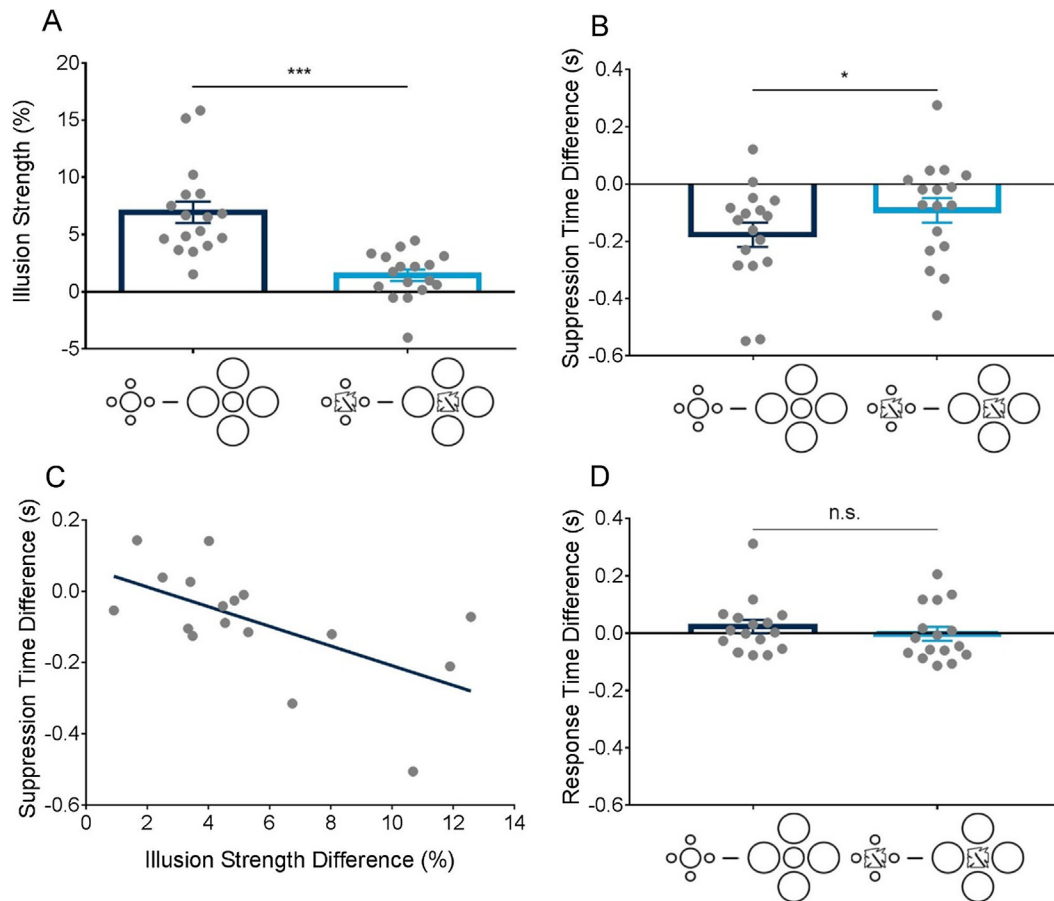 A
Illusion Strength (%)
20
15
10
5
0
-5
***
B
Suppression Time Difference (s)
0.4
0.2
0.0
-0.2
-0.4
-0.6
*
C
Suppression Time Difference (s)
0.2
0.0
-0.2
-0.4
-0.6
0 2 4 6 8 10 12 14
Illusion Strength Difference (%)
D
Response Time Difference (s)
0.4
0.2
0.0
-0.2
-0.4
-0.6
n.s.